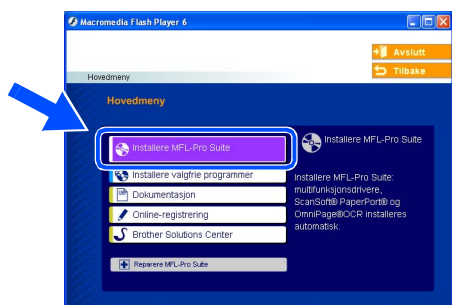 Macromedia Flash Player 6
Avslutt
Tilbake
Hovedmeny
Hovedmeny
Installere MFL-Pro Suite
Installere valgfrie programmer
Dokumentasjon
Online-registrering
Brother Solutions Center
Reparere MFL-Pro Suite
Installere MFL-Pro Suite
Installere MFL-Pro Suite:
multifunksjonsdrivere,
ScanSoft® PaperPort® og
OmniPage®OCR installeres
automatisk.